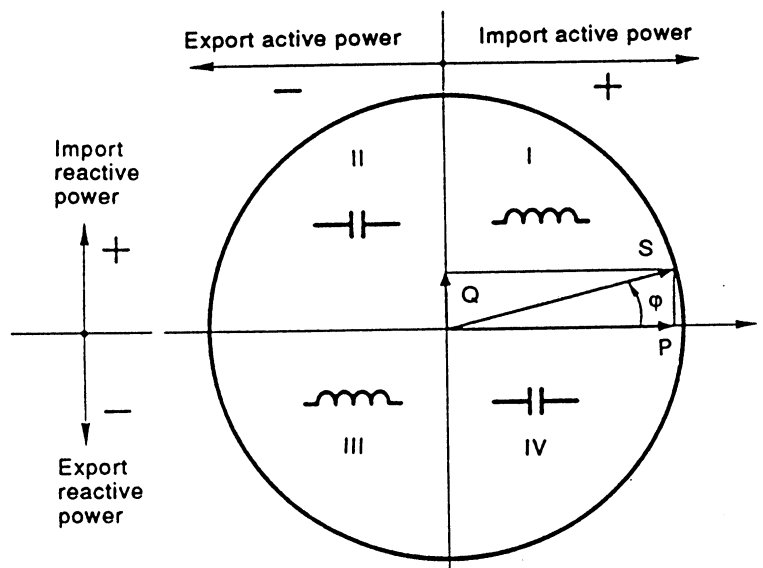 Export active power
Import active power
−
+
Import
reactive
power
II
I
+
S
Q
φ
P
−
III
IV
Export
reactive
power